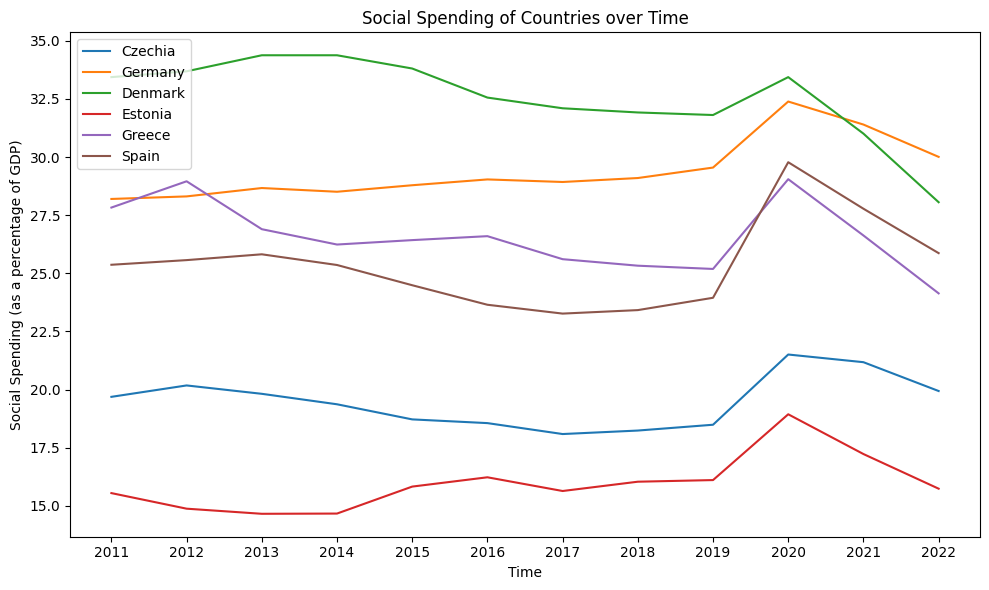 Social Spending of Countries over Time
Czechia
Germany
Denmark
Estonia
Greece
Spain
Social Spending (as a percentage of GDP)
35.0
32.5
30.0
27.5
25.0
22.5
20.0
17.5
15.0
2011 2012 2013 2014 2015 2016 2017 2018 2019 2020 2021 2022
Time